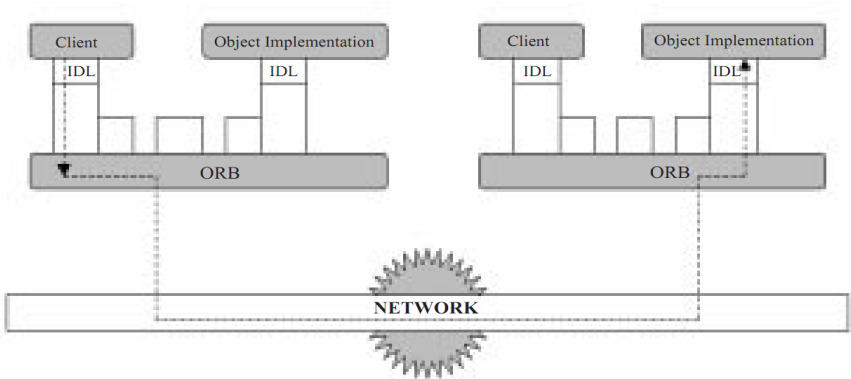 Client
Object Implementation
Client
Object Implementation
IDL
IDL
IDL
IDL
ORB
ORB
NETWORK